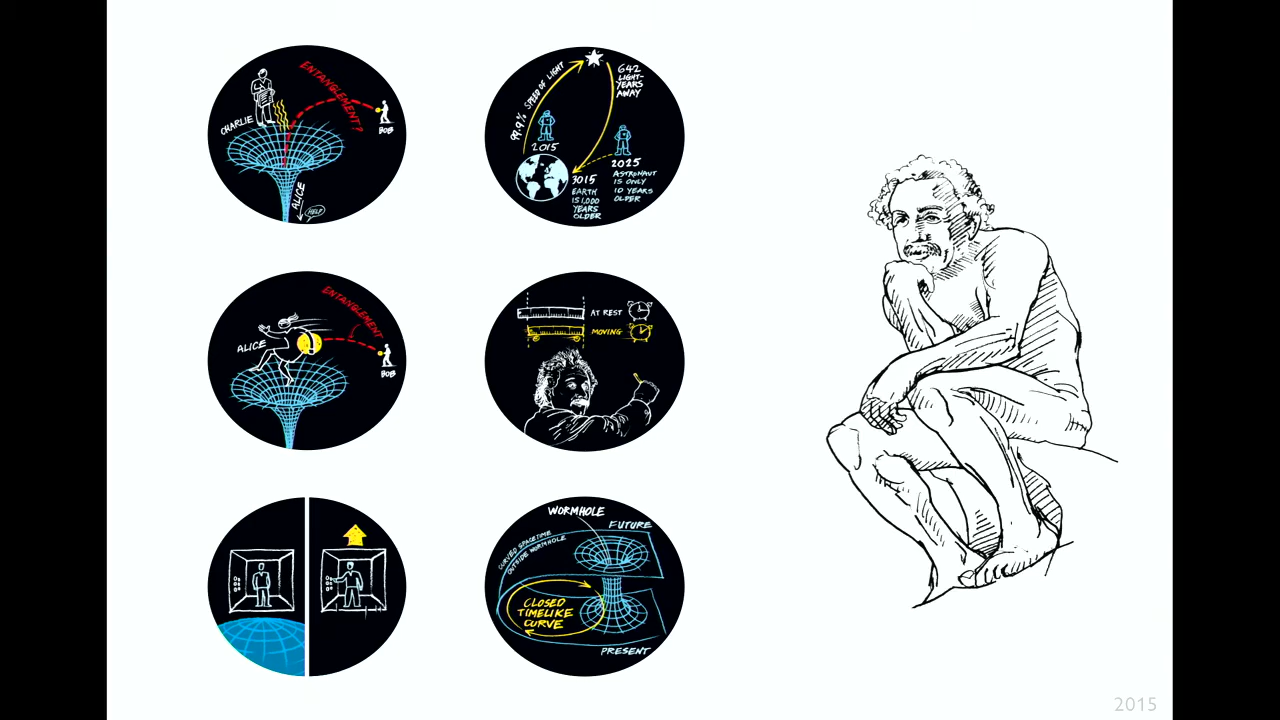 ENTANGLEMENT?
CHARLIE
BOB
ALICE
HELP
99.9% SPEED OF LIGHT
642
LIGHT-
YEARS
AWAY
2015
2025
ASTRONAUT
IS ONLY
10 YEARS
OLDER
3015
EARTH
IS 1,000
YEARS
OLDER
ENTANGLEMENT?
ALICE
BOB
AT REST
MOVING
WORMHOLE
FUTURE
CURVED SPACETIME
OUTSIDE WORMHOLE
CLOSED
TIMELIKE
CURVE
PRESENT
2015